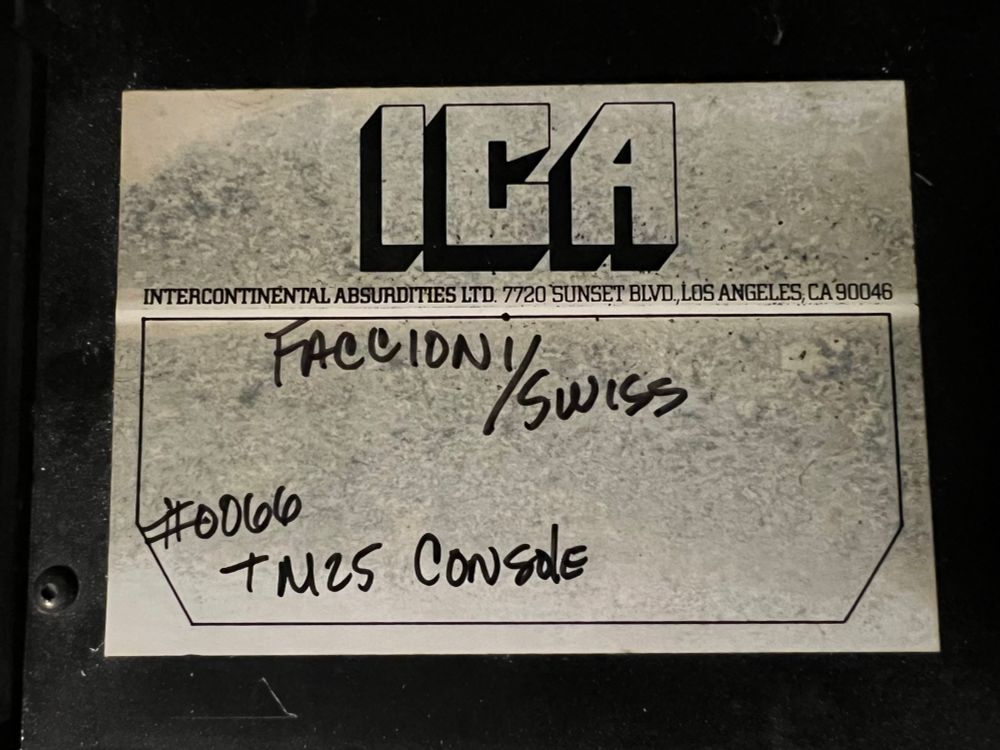 ICA
INTERCONTINENTAL ABSURDITIES LTD. 7720 SUNSET BLVD., LOS ANGELES, CA 90046
FACCIONI/SWISS
#0066
TM25 CONSOLE